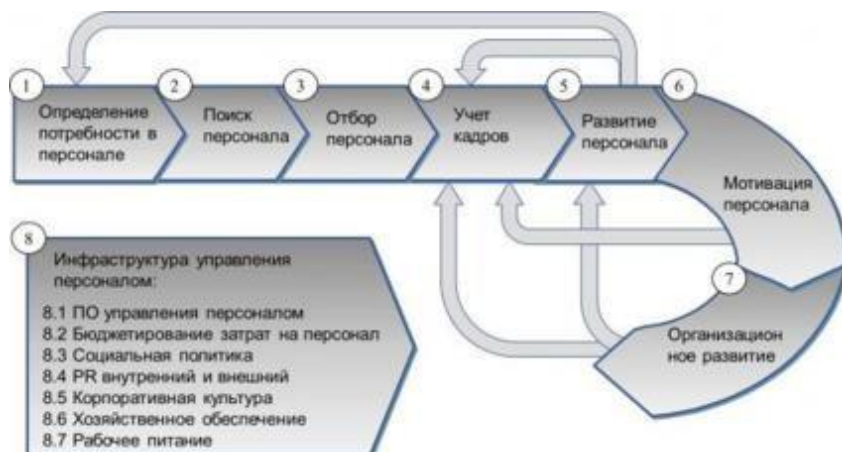 1
Определение
потребности в
персонале
2
Поиск
персонала
3
Отбор
персонала
4
Учет
кадров
5
Развитие
персонала
6
Мотивация
персонала
7
Организацион
ное развитие
8
Инфраструктура управления
персоналом:
8.1 ПО управления персоналом
8.2 Бюджетирование затрат на персонал
8.3 Социальная политика
8.4 PR внутренний и внешний
8.5 Корпоративная культура
8.6 Хозяйственное обеспечение
8.7 Рабочее питание